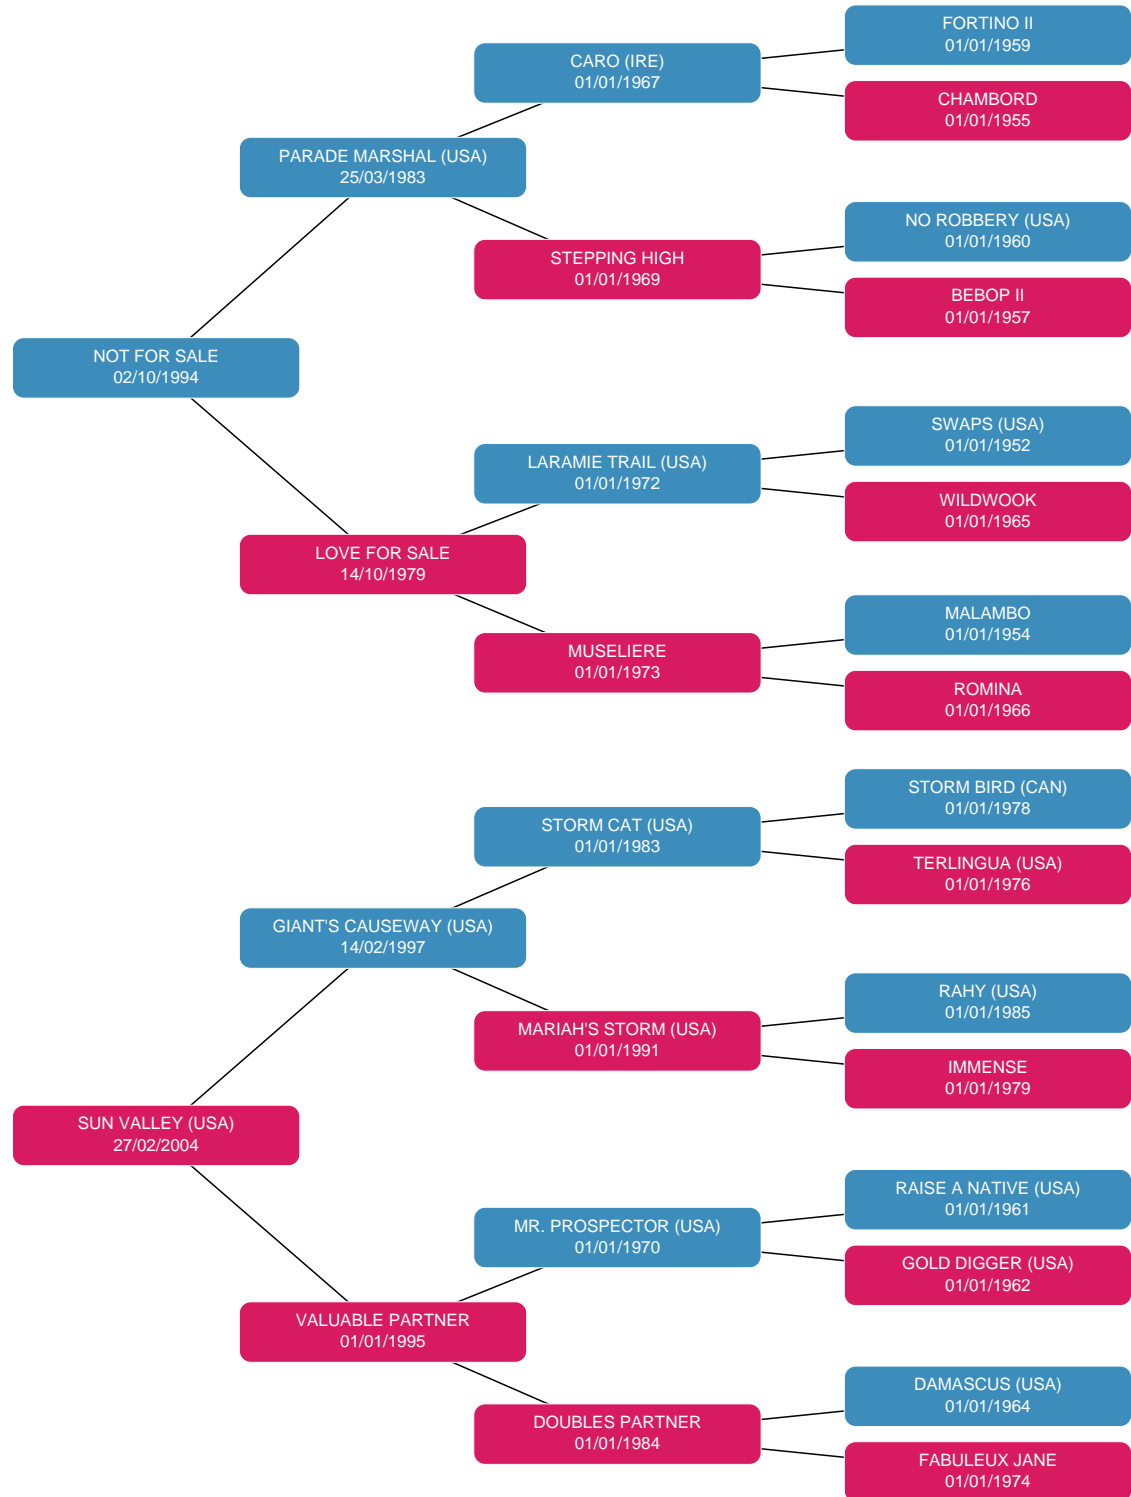 FORTINO II
01/01/1959
CARO (IRE)
01/01/1967
CHAMBORD
01/01/1955
PARADE MARSHAL (USA)
25/03/1983
NO ROBBERY (USA)
01/01/1960
STEPPING HIGH
01/01/1969
BEBOP II
01/01/1957
NOT FOR SALE
02/10/1994
SWAPS (USA)
01/01/1952
LARAMIE TRAIL (USA)
01/01/1972
WILDWOOK
01/01/1965
LOVE FOR SALE
14/10/1979
MALAMBO
01/01/1954
MUSELIERE
01/01/1973
ROMINA
01/01/1966
STORM BIRD (CAN)
01/01/1978
STORM CAT (USA)
01/01/1983
TERLINGUA (USA)
01/01/1976
GIANT'S CAUSEWAY (USA)
14/02/1997
RAHY (USA)
01/01/1985
MARIAH'S STORM (USA)
01/01/1991
IMMENSE
01/01/1979
SUN VALLEY (USA)
27/02/2004
RAISE A NATIVE (USA)
01/01/1961
MR. PROSPECTOR (USA)
01/01/1970
GOLD DIGGER (USA)
01/01/1962
VALUABLE PARTNER
01/01/1995
DAMASCUS (USA)
01/01/1964
DOUBLES PARTNER
01/01/1984
FABULEUX JANE
01/01/1974